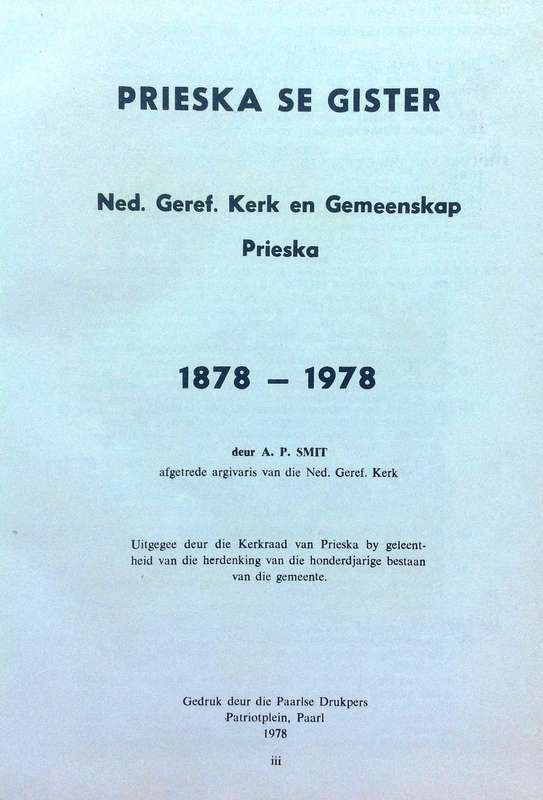 PRIESKA SE GISTER
Ned. Geref. Kerk en Gemeenskap
Prieska
1878 – 1978
deur A. P. SMIT
afgetrede argivaris van die Ned. Geref. Kerk
Uitgegee deur die Kerkraad van Prieska by geleent-
heid van die herdenking van die honderdjarige bestaan
van die gemeente.
Gedruk deur die Paarlse Drukpers
Patriotplein, Paarl
1978
iii